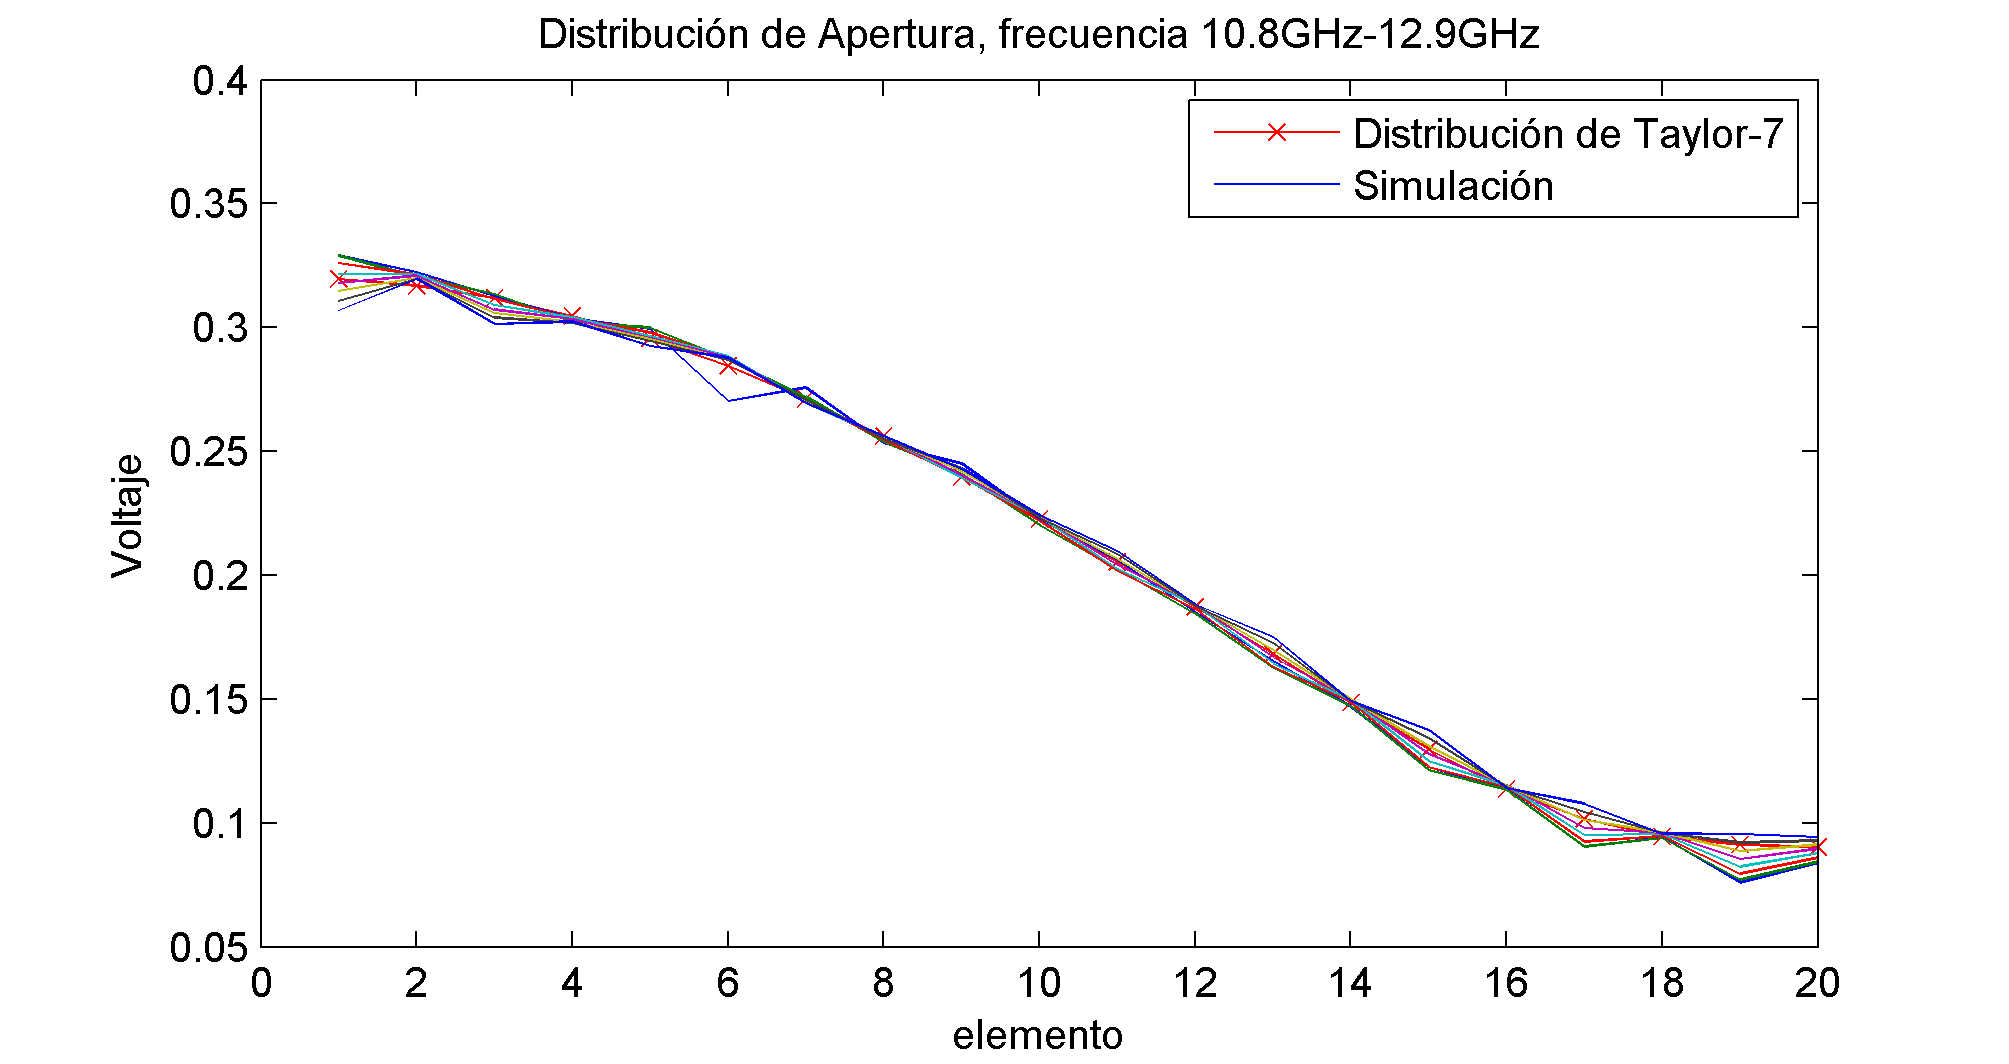 Distribución de Apertura, frecuencia 10.8GHz-12.9GHz
0.4
Distribución de Taylor-7
Simulación
0.35
0.3
0.25
0.2
0.15
0.1
0.05
Voltaje
0 2 4 6 8 10 12 14 16 18 20
elemento